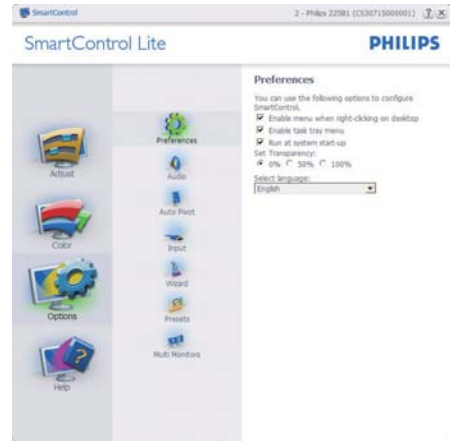 SmartControl
2 - Philips 225B1 (CS30715000001)
SmartControl Lite
PHILIPS
Adjust
Color
Options
Help
Preferences
Audio
Auto Pivot
Input
Wizard
Presets
Multi Monitors
Preferences
You can use the following options to configure
SmartControl.
Enable menu when right-clicking on desktop
Enable task tray menu
Run at system start-up
Set Transparency:
0% 50% 100%
Select language:
English